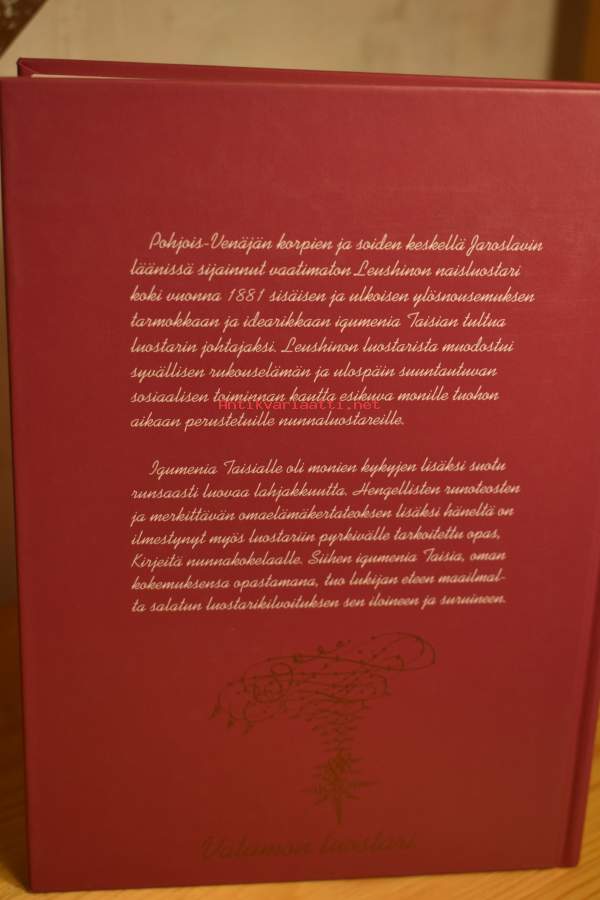 Pohjois-Venäjän korpien ja soiden keskellä Jaroslavin
läänissä sijainnut vaatimaton Leushinon naisluostari
koki vuonna 1881 sisäisen ja ulkoisen ylösnousemuksen
tarmokkaan ja idearikkaan igumenia Taisian tultua
luostarin johtajaksi. Leushinon luostarista muodostui
syvällisen rukouselämän ja ulospäin suuntautuvan
sosiaalisen toiminnan kautta esikuva monille tuohon
Antikvariaatti.net
aikaan perustetuille nunnaluostareille.
Igumenia Taisialle oli monien kykyjen lisäksi suotu
runsaasti luovaa lahjakkuutta. Hengellisten runoteosten
ja merkittävän omaelämäkertateoksen lisäksi häneltä on
ilmestynyt myös luostariin pyrkivälle tarkoitettu opas,
Kirjeitä nunnakokelaalle. Siihen igumenia Taisia, oman
kokemuksensa opastamana, tuo lukijan eteen maailmal-
ta salatun luostarikilvoituksen sen iloineen ja suruineen.
Valamon luostari